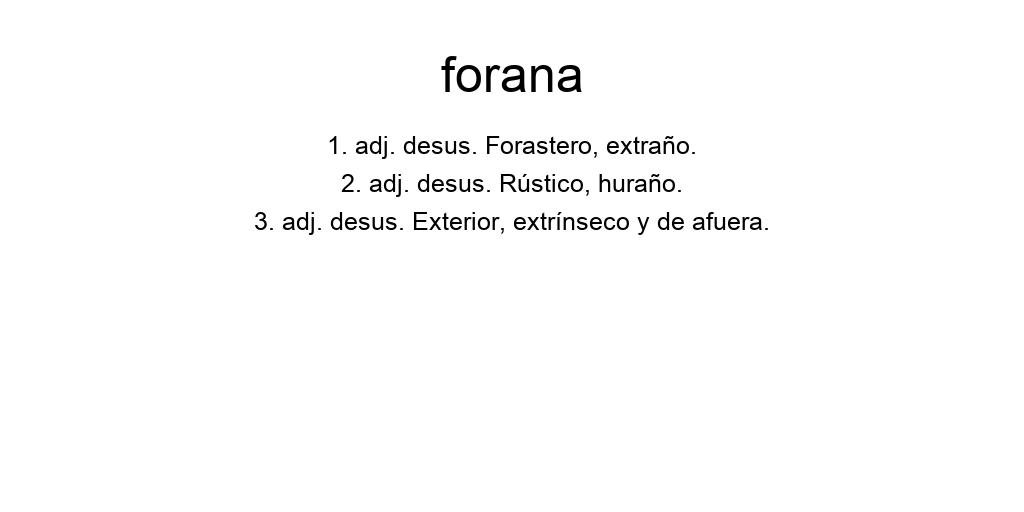 forana
1. adj. desus. Forastero, extraño.
2. adj. desus. Rústico, huraño.
3. adj. desus. Exterior, extrínseco y de afuera.